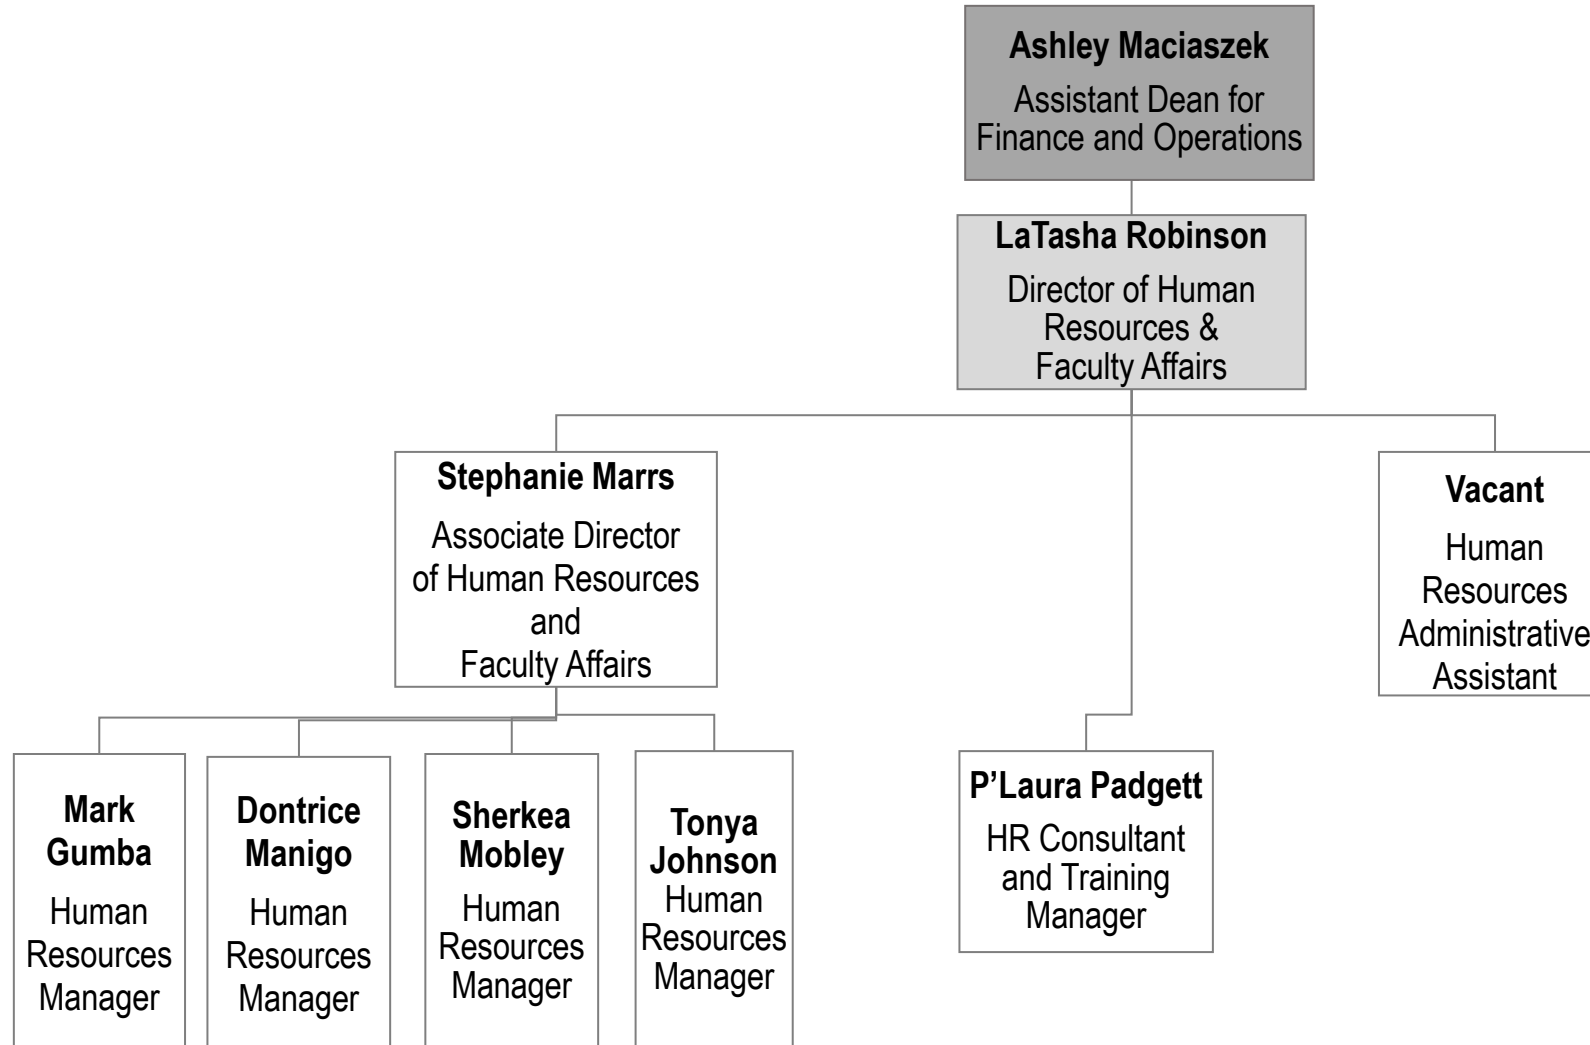 Ashley Maciaszek
Assistant Dean for
Finance and Operations
LaTasha Robinson
Director of Human
Resources &
Faculty Affairs
Stephanie Marrs
Associate Director
of Human Resources
and
Faculty Affairs
Vacant
Human
Resources
Administrative
Assistant
Mark
Gumba
Human
Resources
Manager
Dontrice
Manigo
Human
Resources
Manager
Sherkea
Mobley
Human
Resources
Manager
Tonya
Johnson
Human
Resources
Manager
P’Laura Padgett
HR Consultant
and Training
Manager